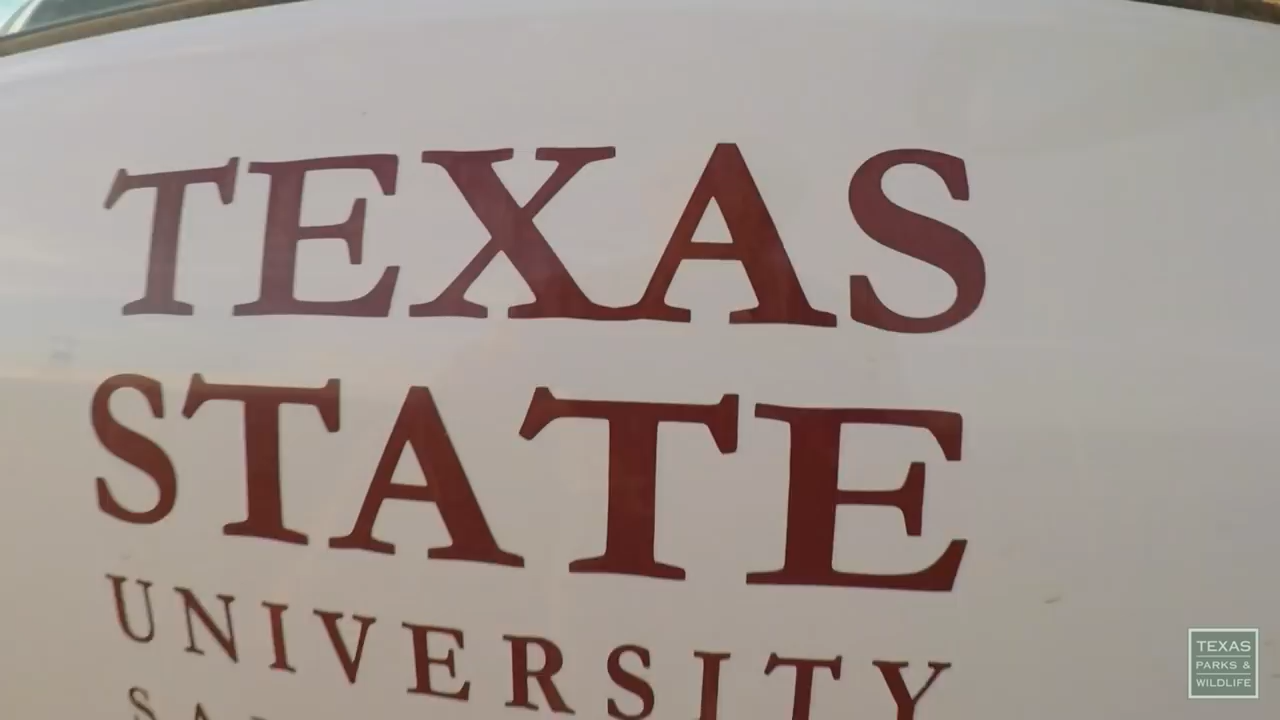 TEXAS
STATE
UNIVERSITY
TEXAS
PARKS &
WILDLIFE